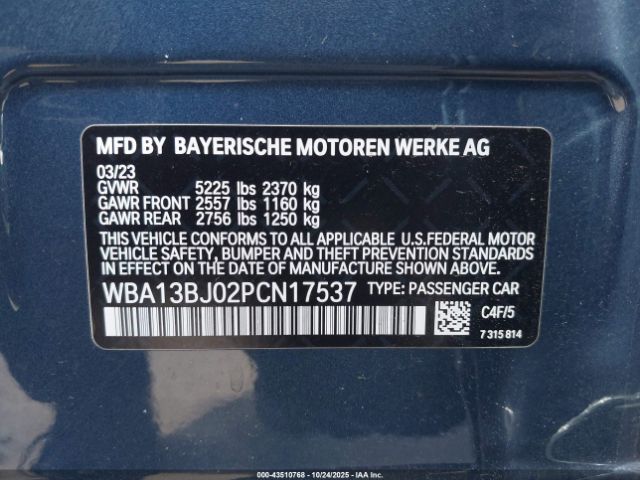 MFD BY BAYERISCHE MOTOREN WERKE AG
03/23
GVWR 5225 lbs 2370 kg
GAWR FRONT 2557 lbs 1160 kg
GAWR REAR 2756 lbs 1250 kg
THIS VEHICLE CONFORMS TO ALL APPLICABLE U.S.FEDERAL MOTOR
VEHICLE SAFETY, BUMPER AND THEFT PREVENTION STANDARDS
IN EFFECT ON THE DATE OF MANUFACTURE SHOWN ABOVE.
WBA13BJ02PCN17537 TYPE: PASSENGER CAR
C4F/5
7 315 814
000-43510768 - 10/24/2025 - IAAI.COM